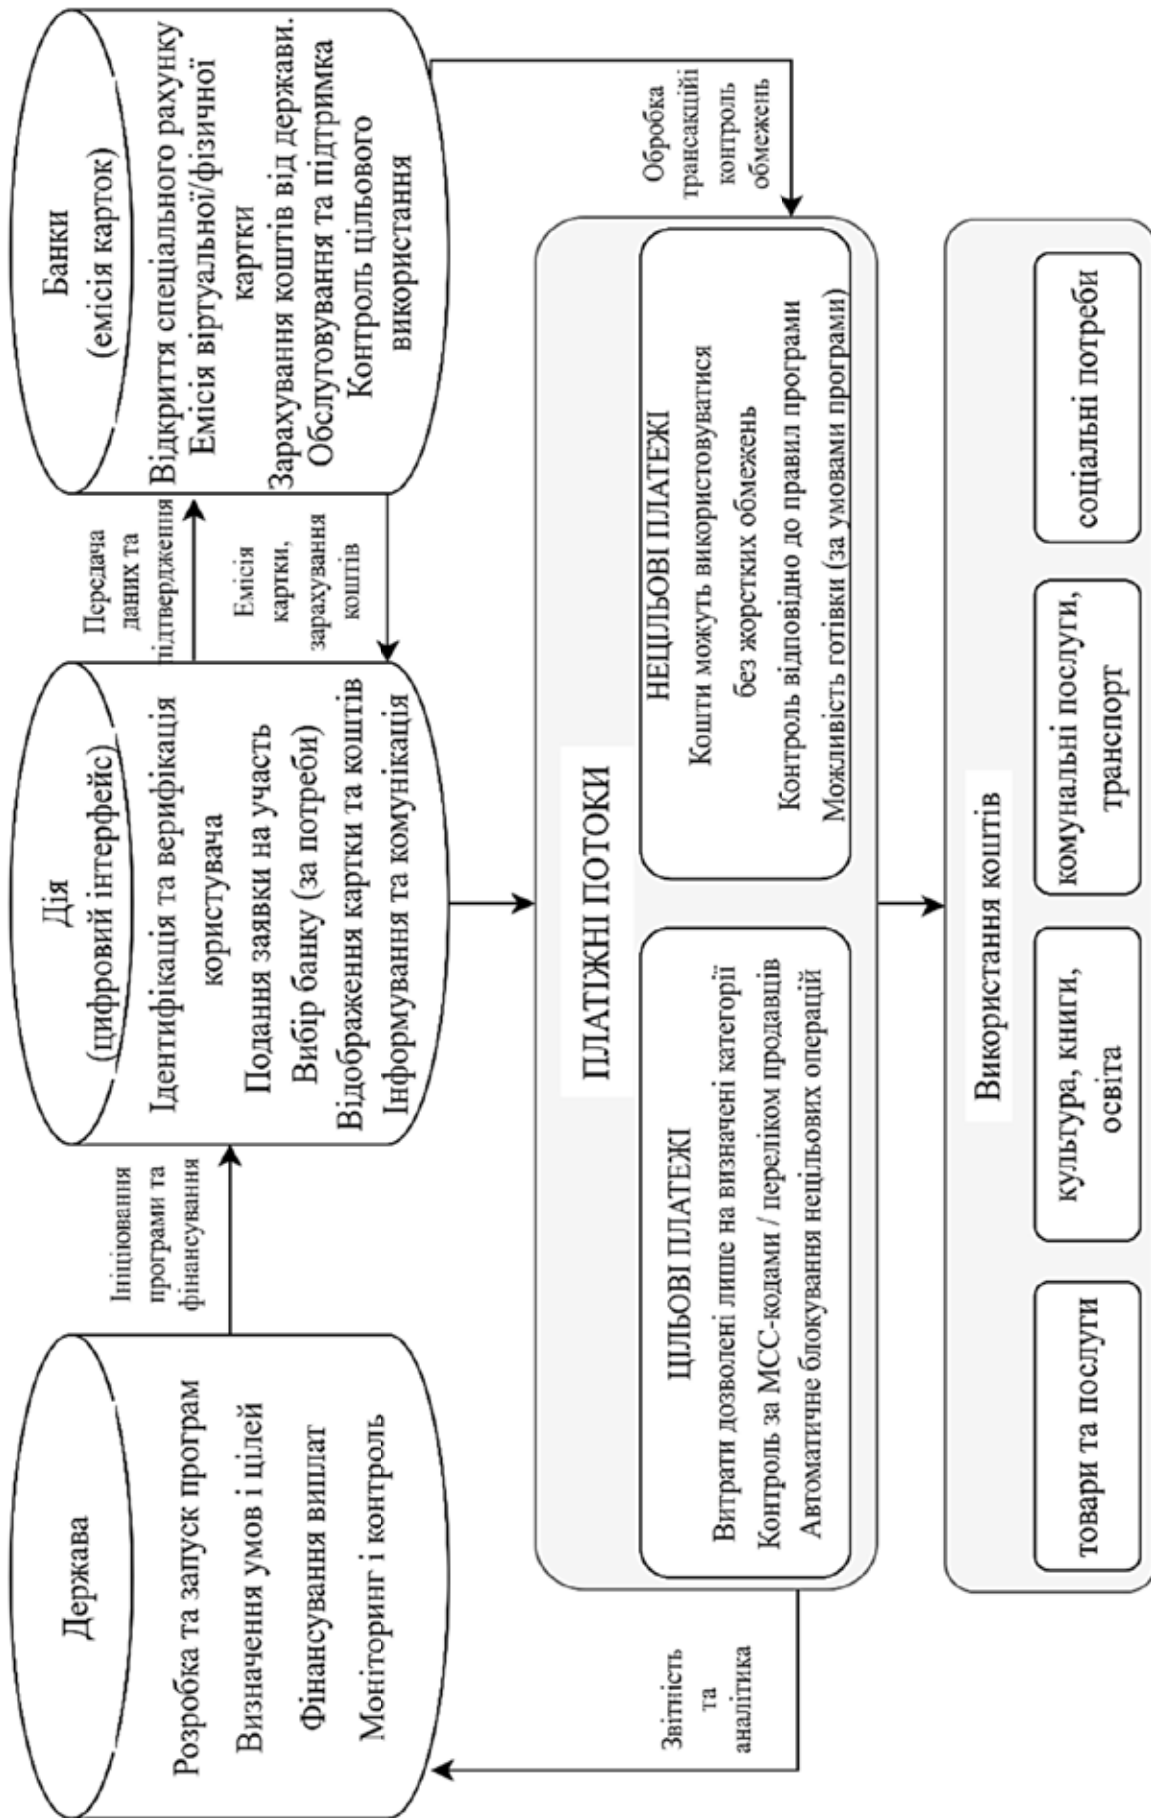 Держава
Розробка та запуск програм
Визначення умов і цілей
Фінансування виплат
Моніторинг і контроль
Ініціювання
програми та
фінансування
Дія
(цифровий інтерфейс)
Ідентифікація та верифікація
користувача
Подання заявки на участь
Вибір банку (за потреби)
Відображення картки та коштів
Інформування та комунікація
Передача
даних та
підтвердження
Емісія
картки,
зарахування
коштів
Банки
(емісія карток)
Відкриття спеціального рахунку
Емісія віртуальної/фізичної
картки
Зарахування коштів від держави.
Обслуговування та підтримка
Контроль цільового
використання
Звітність
та
аналітика
ПЛАТІЖНІ ПОТОКИ
ЦІЛЬОВІ ПЛАТЕЖІ
Витрати дозволені лише на визначені категорії
Контроль за МСС-кодами / переліком продавців
Автоматичне блокування нецільових операцій
НЕЦІЛЬОВІ ПЛАТЕЖІ
Кошти можуть використовуватися
без жорстких обмежень
Контроль відповідно до правил програми
Можливість готівки (за умовами програми)
Обробка
трансакційі
контроль
обмежень
Використання коштів
товари та послуги
культура, книги,
освіта
комунальні послуги,
транспорт
соціальні потреби